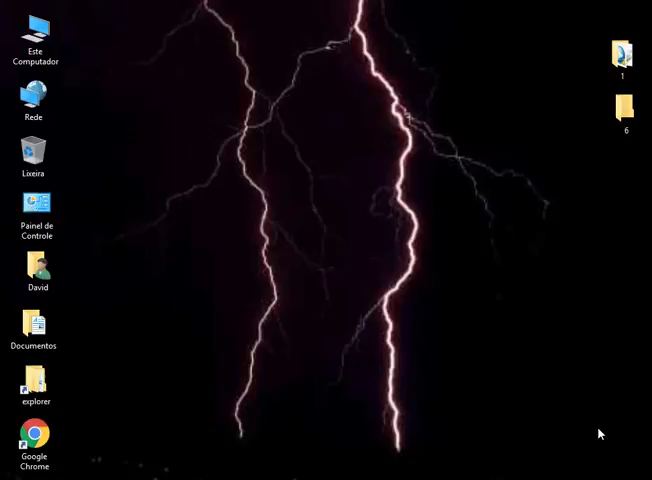 Este
Computador
Rede
Lixeira
Painel de
Controle
David
Documentos
explorer
Google
Chrome
1
6